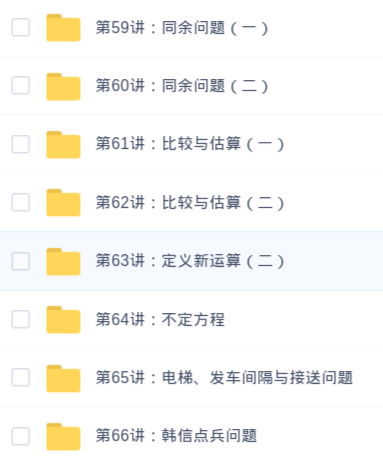 第59讲：同余问题（一）
第60讲：同余问题（二）
第61讲：比较与估算（一）
第62讲：比较与估算（二）
第63讲：定义新运算（二）
第64讲：不定方程
第65讲：电梯、发车间隔与接送问题
第66讲：韩信点兵问题